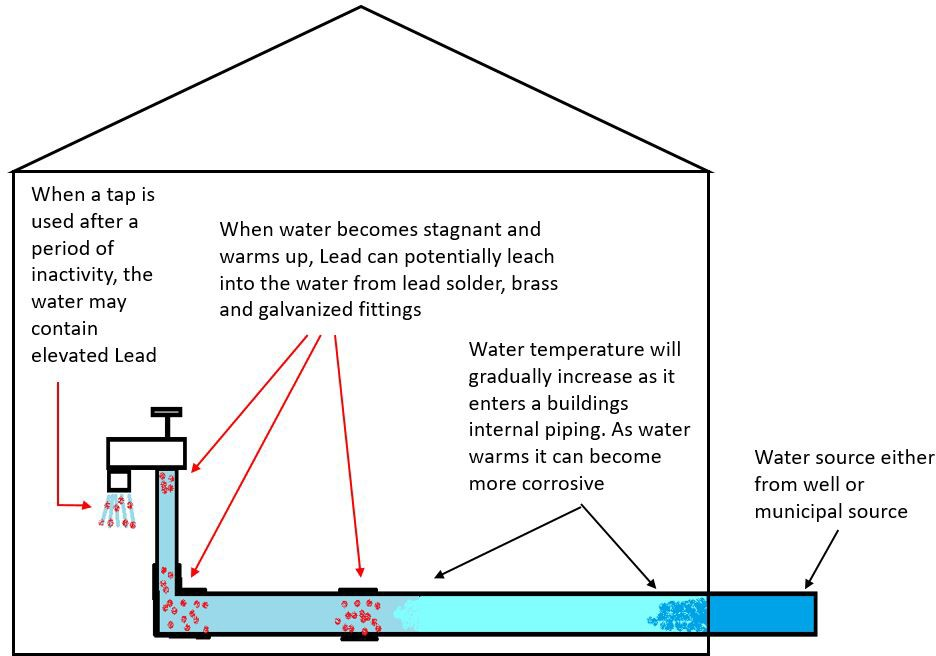 When a tap is
used after a
period of
inactivity, the
water may
contain
elevated Lead
When water becomes stagnant and
warms up, Lead can potentially leach
into the water from lead solder, brass
and galvanized fittings
Water temperature will
gradually increase as it
enters a buildings
internal piping. As water
warms it can become
more corrosive
Water source either
from well or
municipal source